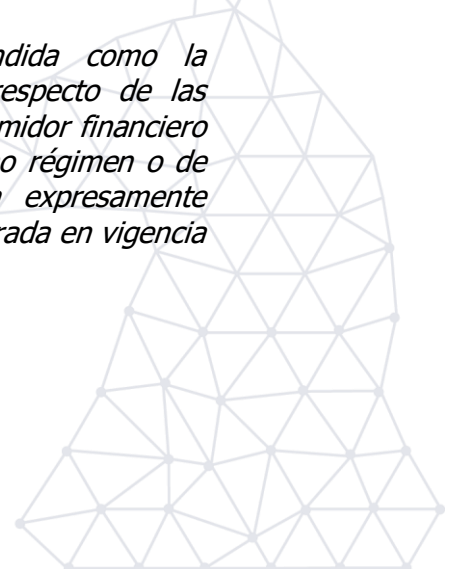 ndida como la
respecto de las
midor financiero
o régimen o de
expresamente
rada en vigencia